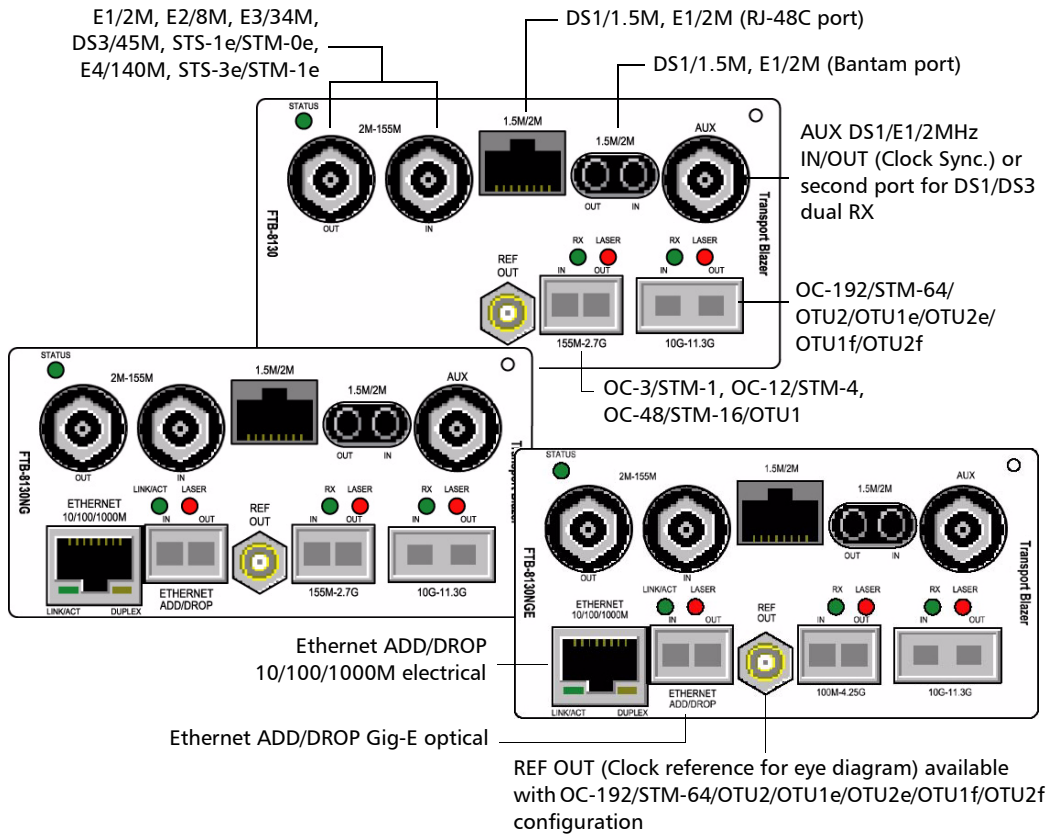 E1/2M, E2/8M, E3/34M,
DS3/45M, STS-1e/STM-0e,
E4/140M, STS-3e/STM-1e
DS1/1.5M, E1/2M (RJ-48C port)
DS1/1.5M, E1/2M (Bantam port)
AUX DS1/E1/2MHz
IN/OUT (Clock Sync.) or
second port for DS1/DS3
dual RX
STATUS
2M-155M
1.5M/2M
1.5M/2M
AUX
OUT
IN
OUT
IN
FTB-8130
Transport Blazer
REF
OUT
RX
LASER
IN
OUT
155M-2.7G
RX
LASER
IN
OUT
10G-11.3G
OC-192/STM-64/
OTU2/OTU1e/OTU2e/
OTU1f/OTU2f
OC-3/STM-1, OC-12/STM-4,
OC-48/STM-16/OTU1
STATUS
2M-155M
1.5M/2M
1.5M/2M
AUX
OUT
IN
OUT
IN
FTB-8130NG
Transport Blazer
ETHERNET
10/100/1000M
LINK/ACT
DUPLEX
LINK/ACT
LASER
IN
OUT
ETHERNET
ADD/DROP
REF
OUT
RX
LASER
IN
OUT
155M-2.7G
RX
LASER
IN
OUT
10G-11.3G
STATUS
2M-155M
1.5M/2M
1.5M/2M
AUX
OUT
IN
OUT
IN
FTB-8130NGE
Transport Blazer
ETHERNET
10/100/1000M
LINK/ACT
DUPLEX
LINK/ACT
LASER
IN
OUT
ETHERNET
ADD/DROP
REF
OUT
RX
LASER
IN
OUT
100M-4.25G
RX
LASER
IN
OUT
10G-11.3G
Ethernet ADD/DROP
10/100/1000M electrical
Ethernet ADD/DROP Gig-E optical
REF OUT (Clock reference for eye diagram) available
with OC-192/STM-64/OTU2/OTU1e/OTU2e/OTU1f/OTU2f
configuration